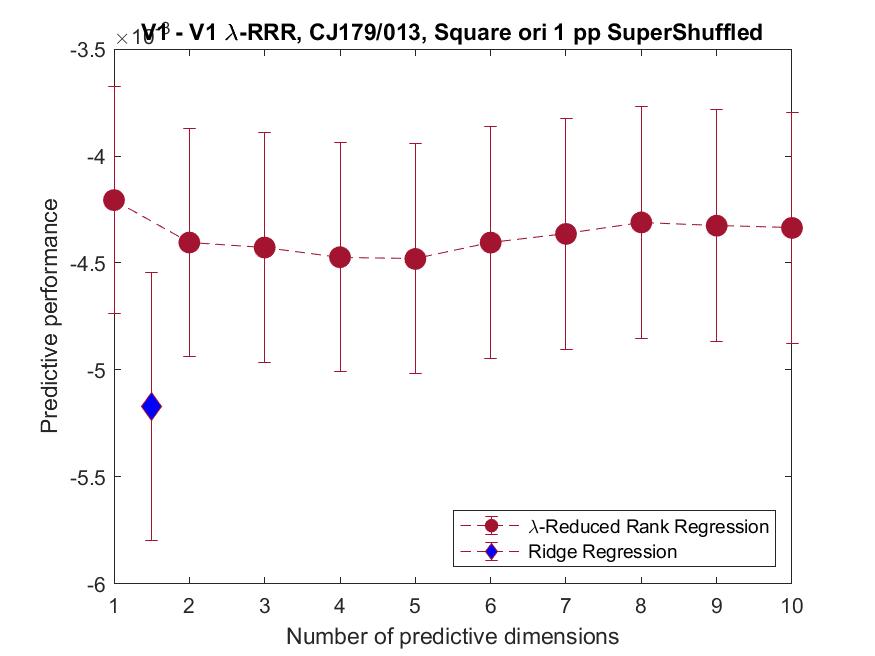 V1 - V1 λ-RRR, CJ179/013, Square ori 1 pp SuperShuffled
-3.5
-4
-4.5
-5
-5.5
-6
Predictive performance
1 2 3 4 5 6 7 8 9 10
Number of predictive dimensions
λ-Reduced Rank Regression
Ridge Regression